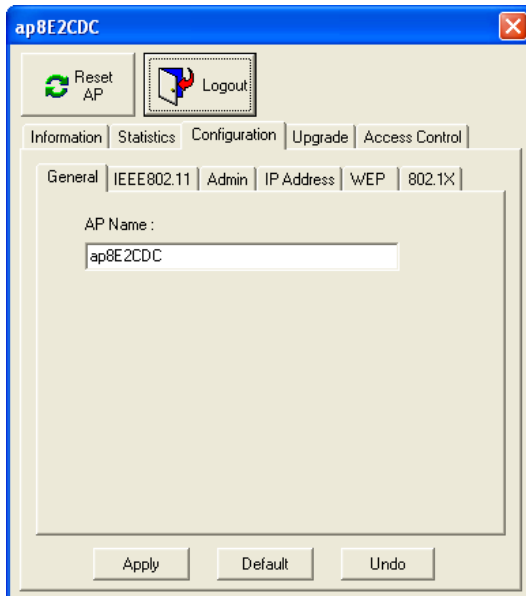 ap8E2CDC
Reset AP
Logout
Information Statistics Configuration Upgrade Access Control
General IEEE802.11 Admin IP Address WEP 802.1X
AP Name :
ap8E2CDC
Apply Default Undo